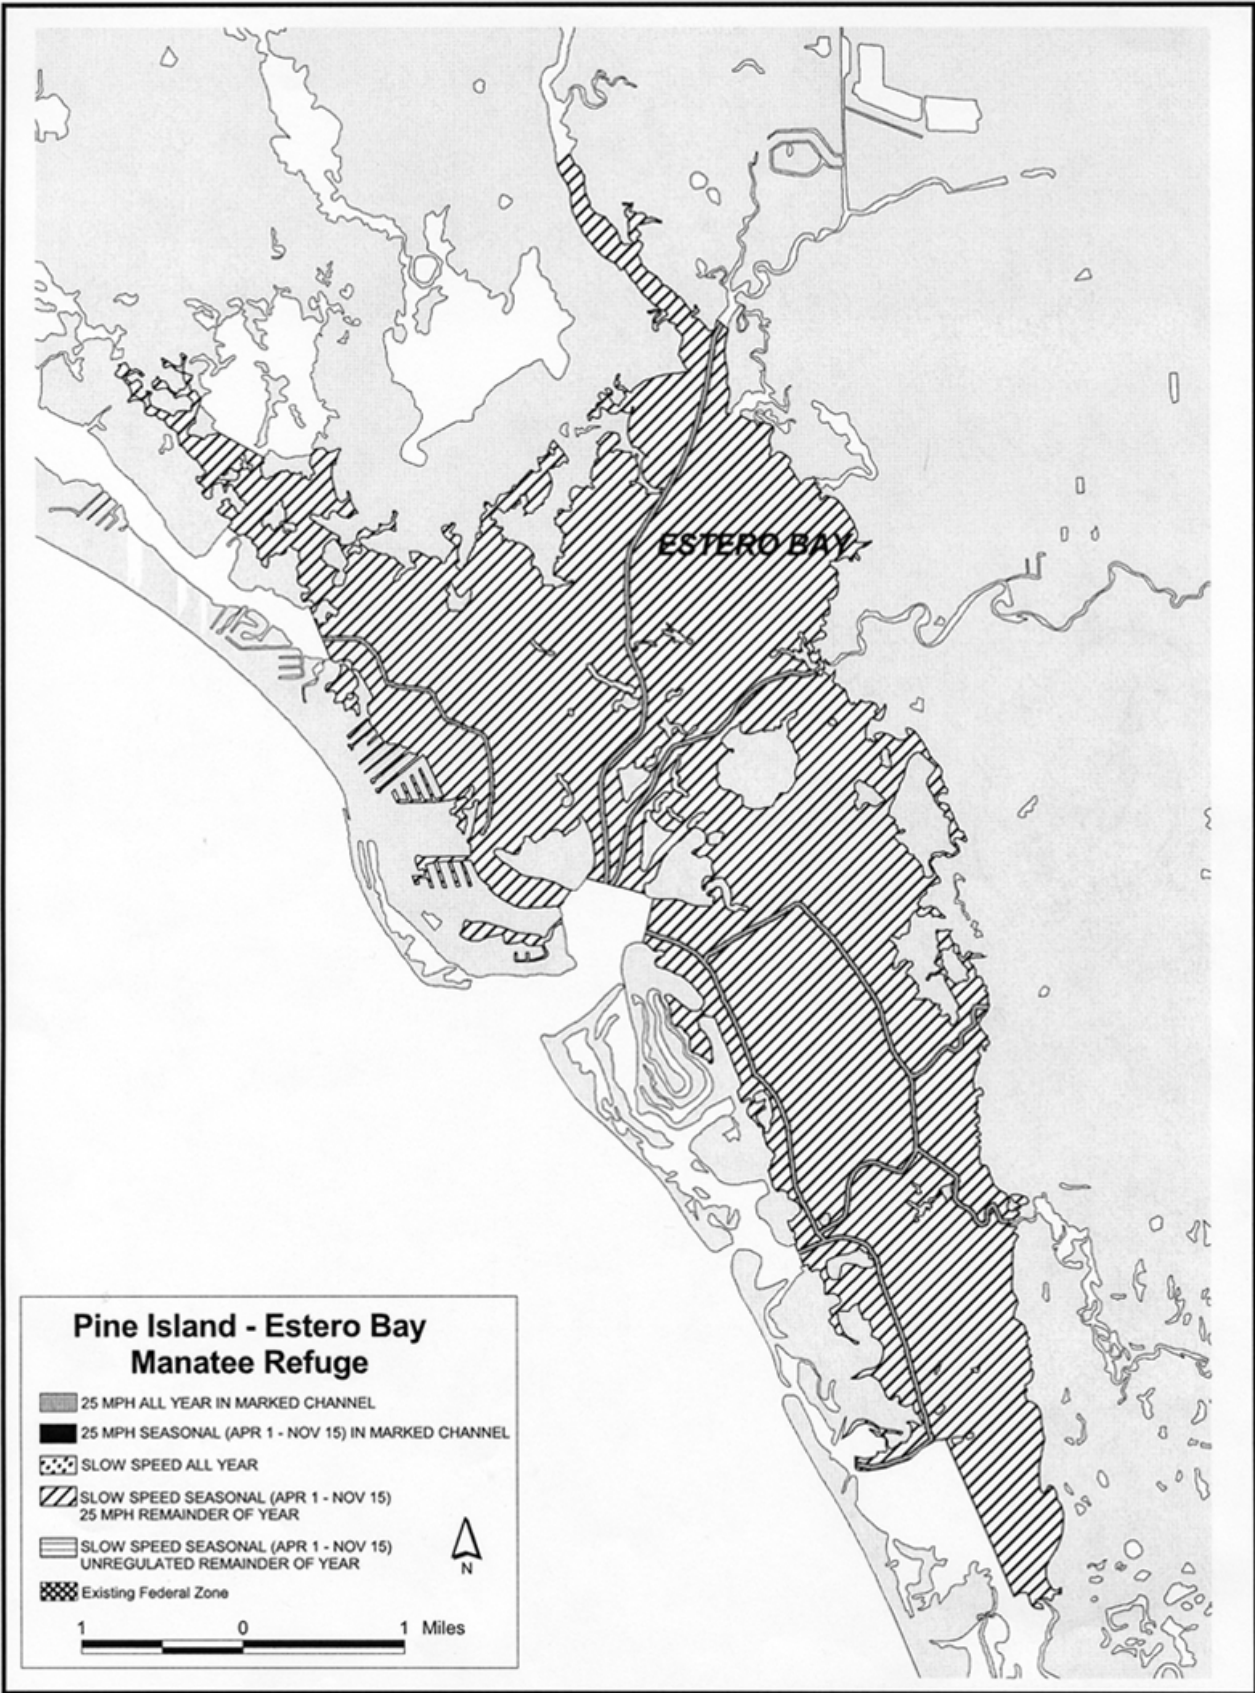 ESTERO BAY
Pine Island - Estero Bay
Manatee Refuge
25 MPH ALL YEAR IN MARKED CHANNEL
25 MPH SEASONAL (APR 1 - NOV 15) IN MARKED CHANNEL
SLOW SPEED ALL YEAR
SLOW SPEED SEASONAL (APR 1 - NOV 15)
25 MPH REMAINDER OF YEAR
SLOW SPEED SEASONAL (APR 1 - NOV 15)
UNREGULATED REMAINDER OF YEAR
N
Existing Federal Zone
1 0 1 Miles